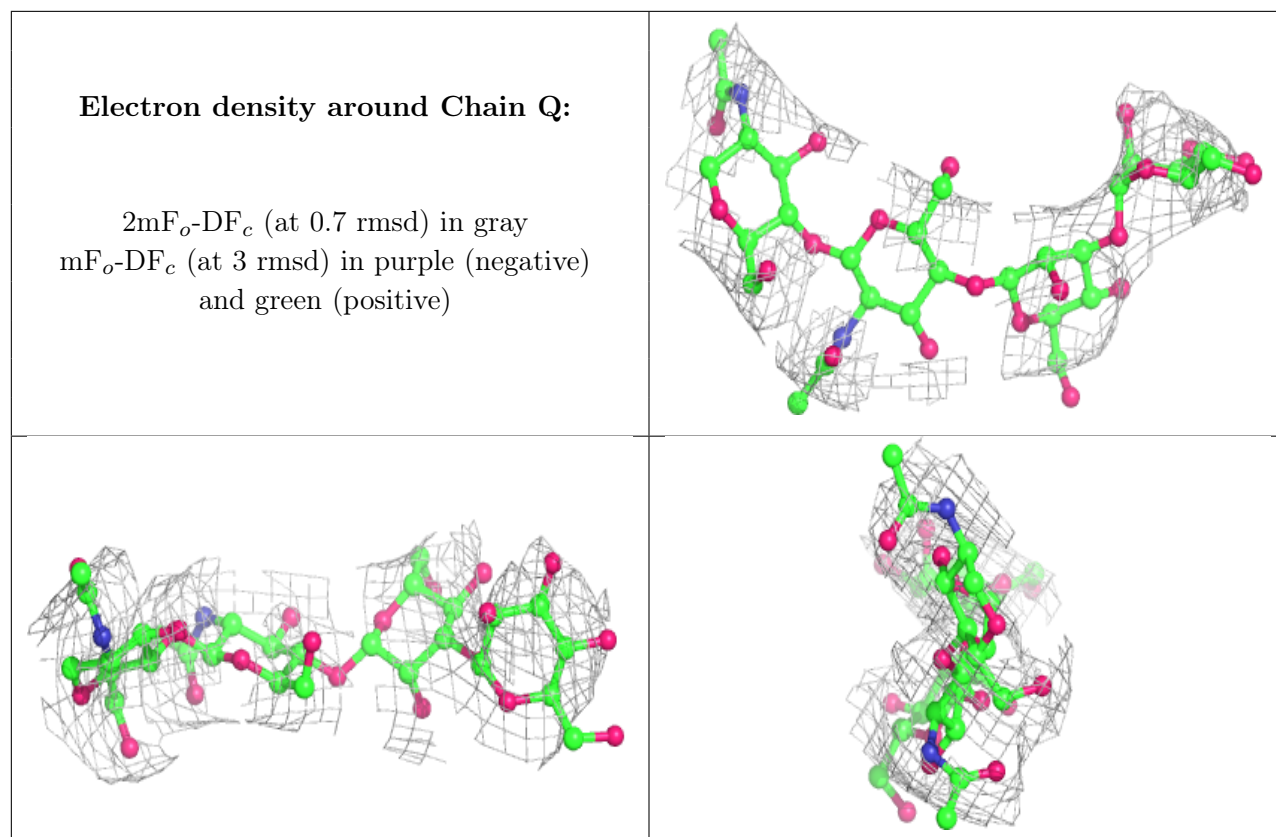 Electron density around Chain Q:
2mFo-DFc (at 0.7 rmsd) in gray
mFo-DFc (at 3 rmsd) in purple (negative)
and green (positive)